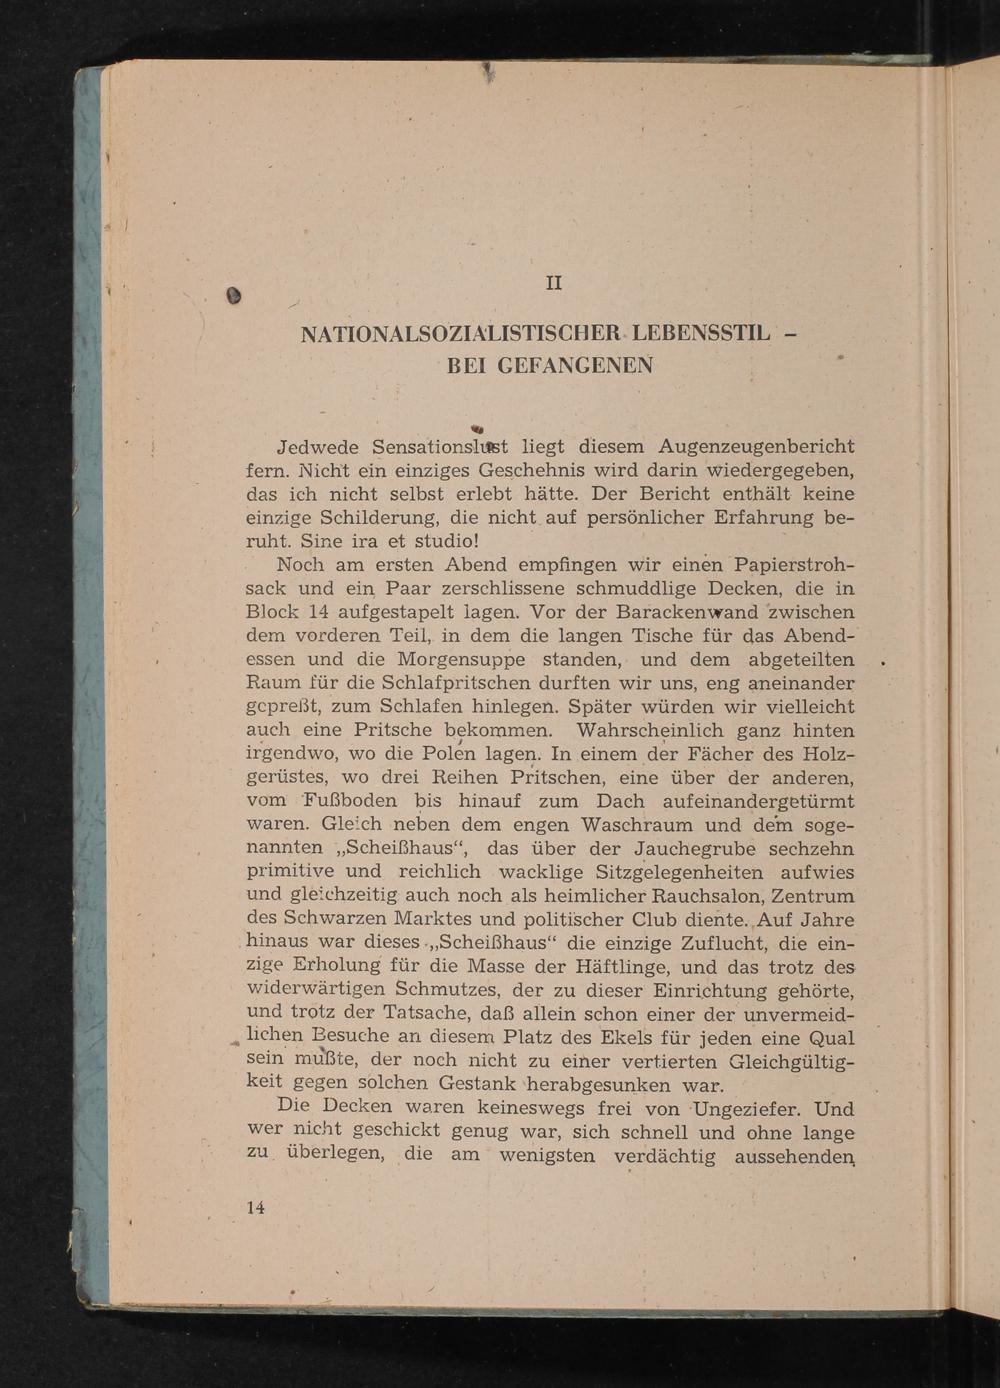 II
NATIONALSOZIALISTISCHER LEBENSSTIL –
BEI GEFANGENEN
Jedwede Sensationslust liegt diesem Augenzeugenbericht
fern. Nicht ein einziges Geschehnis wird darin wiedergegeben,
das ich nicht selbst erlebt hätte. Der Bericht enthält keine
einzige Schilderung, die nicht auf persönlicher Erfahrung be-
ruht. Sine ira et studio!
Noch am ersten Abend empfingen wir einen Papierstroh-
sack und ein Paar zerschlissene schmuddlige Decken, die in
Block 14 aufgestapelt lagen. Vor der Barackenwand zwischen
dem vorderen Teil, in dem die langen Tische für das Abend-
essen und die Morgensuppe standen, und dem abgeteilten
Raum für die Schlafpritschen durften wir uns, eng aneinander
gepreßt, zum Schlafen hinlegen. Später würden wir vielleicht
auch eine Pritsche bekommen. Wahrscheinlich ganz hinten
irgendwo, wo die Polen lagen. In einem der Fächer des Holz-
gerüstes, wo drei Reihen Pritschen, eine über der anderen,
vom Fußboden bis hinauf zum Dach aufeinandergetürmt
waren. Gleich neben dem engen Waschraum und dem soge-
nannten „Scheißhaus“, das über der Jauchegrube sechzehn
primitive und reichlich wacklige Sitzgelegenheiten aufwies
und gleichzeitig auch noch als heimlicher Rauchsalon, Zentrum
des Schwarzen Marktes und politischer Club diente. Auf Jahre
hinaus war dieses „Scheißhaus“ die einzige Zuflucht, die ein-
zige Erholung für die Masse der Häftlinge, und das trotz des
widerwärtigen Schmutzes, der zu dieser Einrichtung gehörte,
und trotz der Tatsache, daß allein schon einer der unvermeid-
lichen Besuche an diesem Platz des Ekels für jeden eine Qual
sein mußte, der noch nicht zu einer vertierten Gleichgültig-
keit gegen solchen Gestank herabgesunken war.
Die Decken waren keineswegs frei von Ungeziefer. Und
wer nicht geschickt genug war, sich schnell und ohne lange
zu überlegen, die am wenigsten verdächtig aussehenden
14